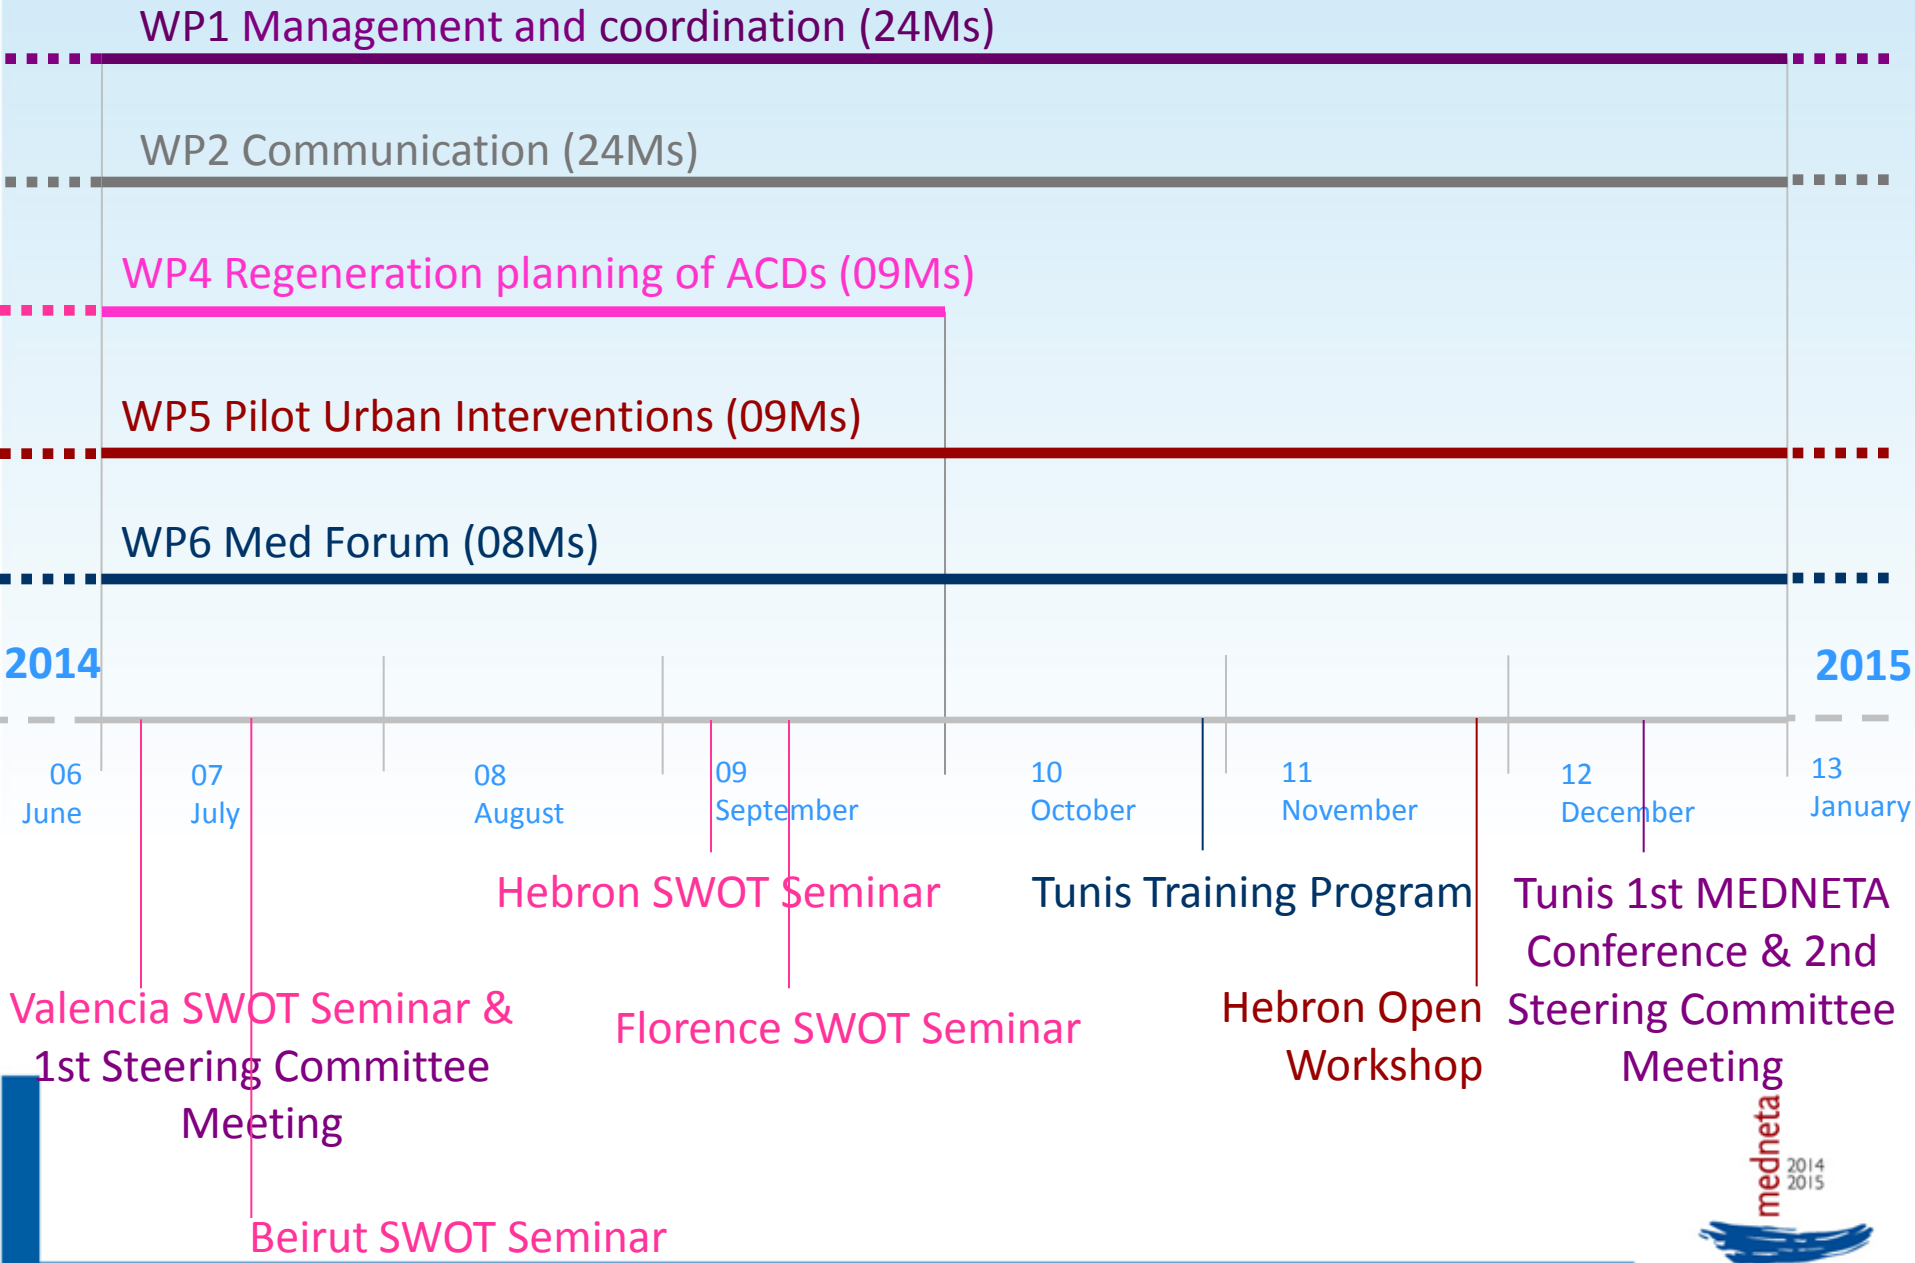 WP1 Management and coordination (24Ms)
WP2 Communication (24Ms)
WP4 Regeneration planning of ACDs (09Ms)
WP5 Pilot Urban Interventions (09Ms)
WP6 Med Forum (08Ms)
2014
2015
06
June
07
July
08
August
09
September
10
October
11
November
12
December
13
January
Hebron SWOT Seminar
Tunis Training Program
Tunis 1st MEDNETA
Conference & 2nd
Steering Committee
Meeting
Valencia SWOT Seminar &
1st Steering Committee
Meeting
Florence SWOT Seminar
Hebron Open
Workshop
Beirut SWOT Seminar
medneta
2014
2015